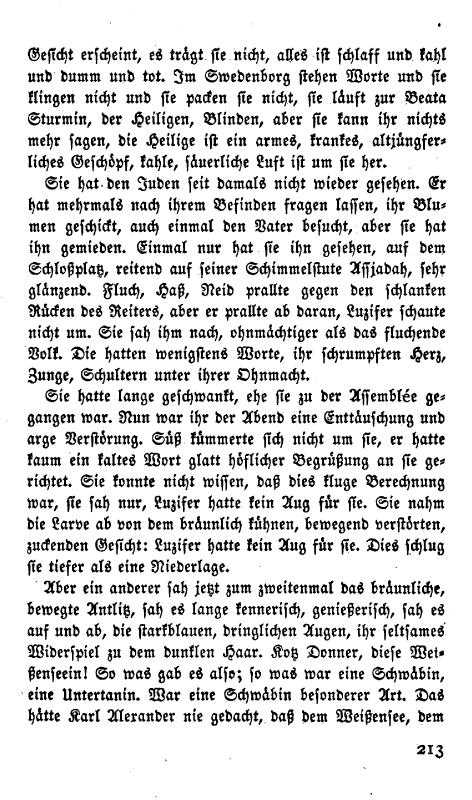 Gesicht erscheint, es trägt sie nicht, alles ist schlaff und kahl
und dumm und tot. Im Swedenborg stehen Worte und sie
klingen nicht und sie packen sie nicht, sie läuft zur Beata
Sturmin, der Heiligen, Blinden, aber sie kann ihr nichts
mehr sagen, die Heilige ist ein armes, krankes, altjüngfer-
liches Geschöpf, kahle, säuerliche Luft ist um sie her.
Sie hat den Juden seit damals nicht wieder gesehen. Er
hat mehrmals nach ihrem Befinden fragen lassen, ihr Blu-
men geschickt, auch einmal den Vater besucht, aber sie hat
ihn gemieden. Einmal nur hat sie ihn gesehen, auf dem
Schloßplatz, reitend auf seiner Schimmelstute Assjadah, sehr
glänzend. Fluch, Haß, Neid prallte gegen den schlanken
Rücken des Reiters, aber er prallte ab daran, Luzifer schaute
nicht um. Sie sah ihm nach, ohnmächtiger als das fluchende
Volk. Die hatten wenigstens Worte, ihr schrumpften Herz,
Zunge, Schultern unter ihrer Ohnmacht.
Sie hatte lange geschwankt, ehe sie zu der Assemblée ge-
gangen war. Nun war ihr der Abend eine Enttäuschung und
arge Verstörung. Süß kümmerte sich nicht um sie, er hatte
kaum ein kaltes Wort glatt höflicher Begrüßung an sie ge-
richtet. Sie konnte nicht wissen, daß dies kluge Berechnung
war, sie sah nur, Luzifer hatte kein Aug für sie. Sie nahm
die Larve ab von dem bräunlich kühnen, bewegend verstörten,
zuckenden Gesicht: Luzifer hatte kein Aug für sie. Dies schlug
sie tiefer als eine Niederlage.
Aber ein anderer sah jetzt zum zweitenmal das bräunliche,
bewegte Antlitz, sah es lange kennerisch, genießerisch, sah es
auf und ab, die starkblauen, dringlichen Augen, ihr seltsames
Widerspiel zu dem dunklen Haar. Kotz Donner, diese Wei-
ßenseein! So was gab es also; so was war eine Schwäbin,
eine Untertanin. War eine Schwäbin besonderer Art. Das
hätte Karl Alexander nie gedacht, daß dem Weißensee, dem
213